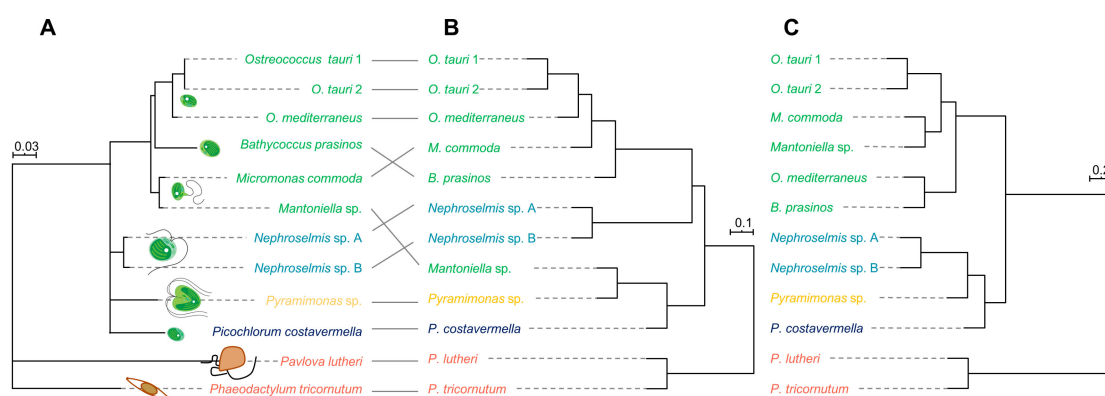 A
B
C
Ostreococcus tauri 1
O. tauri 1
O. tauri 1
O. tauri 2
O. tauri 2
O. tauri 2
O. mediterraneus
O. mediterraneus
M. commoda
Bathycoccus prasinos
M. commoda
Mantoniella sp.
0.03
Micromonas commoda
B. prasinos
O. mediterraneus
0.2
Mantoniella sp.
Nephroselmis sp. A
B. prasinos
Nephroselmis sp. A
Nephroselmis sp. B
0.1
Nephroselmis sp. A
Nephroselmis sp. B
Mantoniella sp.
Nephroselmis sp. B
Pyramimonas sp.
Pyramimonas sp.
Pyramimonas sp.
Picochlorum costavermella
P. costavermella
P. costavermella
Pavlova lutheri
P. lutheri
P. lutheri
Phaeodactylum tricornutum
P. tricornutum
P. tricornutum